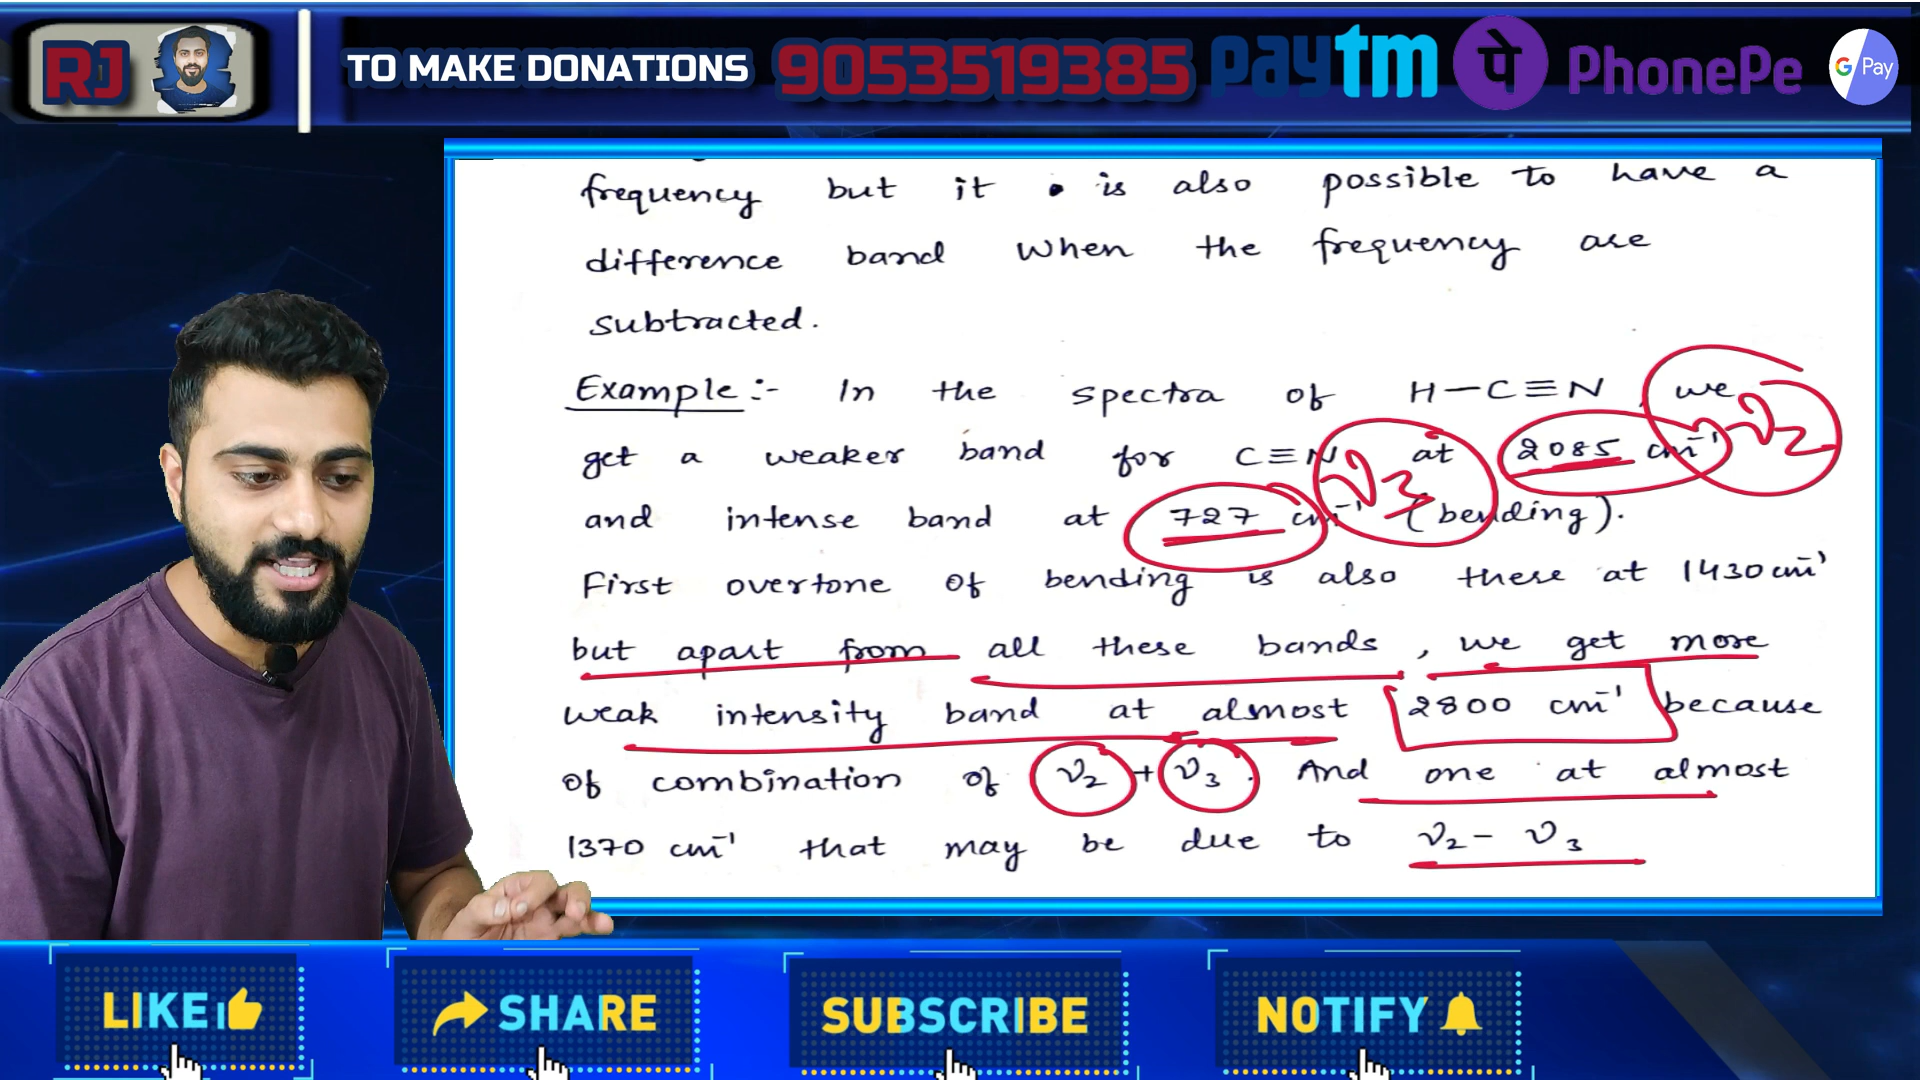 RJ
TO MAKE DONATIONS 9053519385 paytm पे PhonePe G Pay
frequency but it is also possible to have a
difference band when the frequency are
subtracted.
Example :- In the spectra of H-C≡N, we
get a weaker band for C≡N at 2085 cm⁻¹ ν2
and intense band at 727 cm⁻¹ ν3 (bending).
First overtone of bending is also there at 1430 cm⁻¹
but apart from all these bands, we get more
weak intensity band at almost 2800 cm⁻¹ because
of combination of ν2 + ν3. And one at almost
1370 cm⁻¹ that may be due to ν2 - ν3
LIKE SHARE SUBSCRIBE NOTIFY